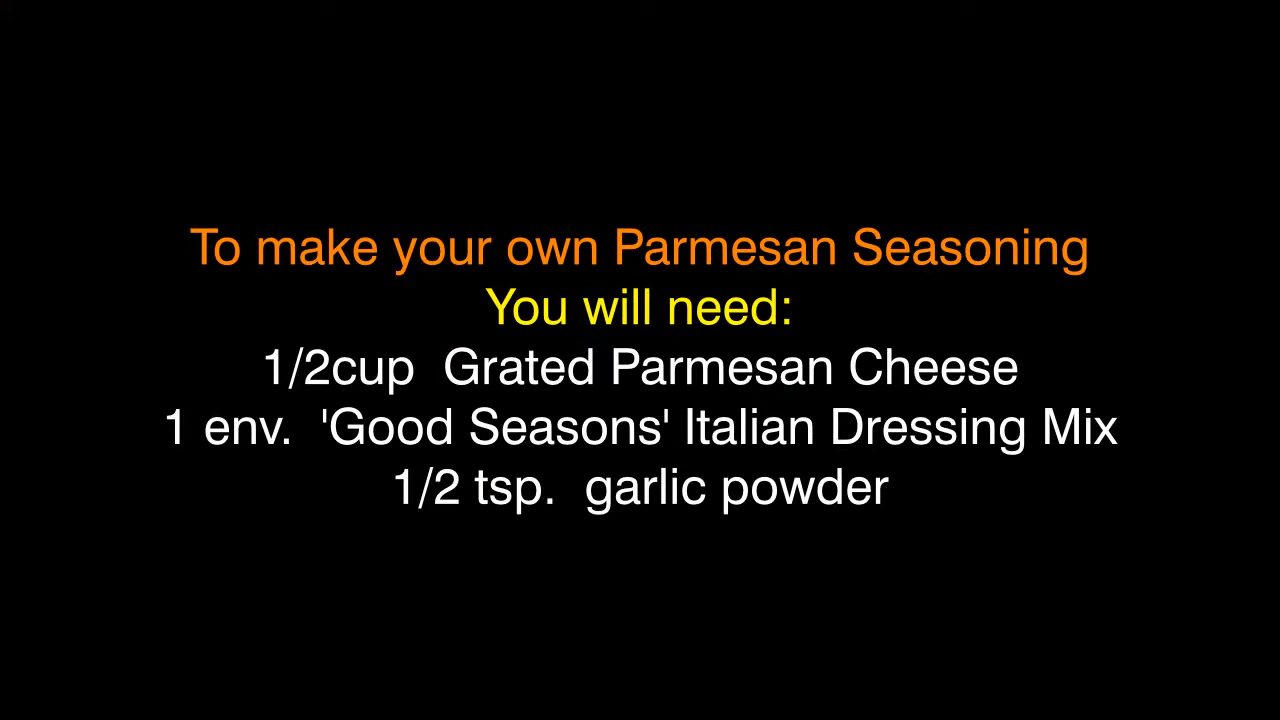 To make your own Parmesan Seasoning
You will need:
1/2cup  Grated Parmesan Cheese
1 env.  'Good Seasons' Italian Dressing Mix
1/2 tsp.  garlic powder